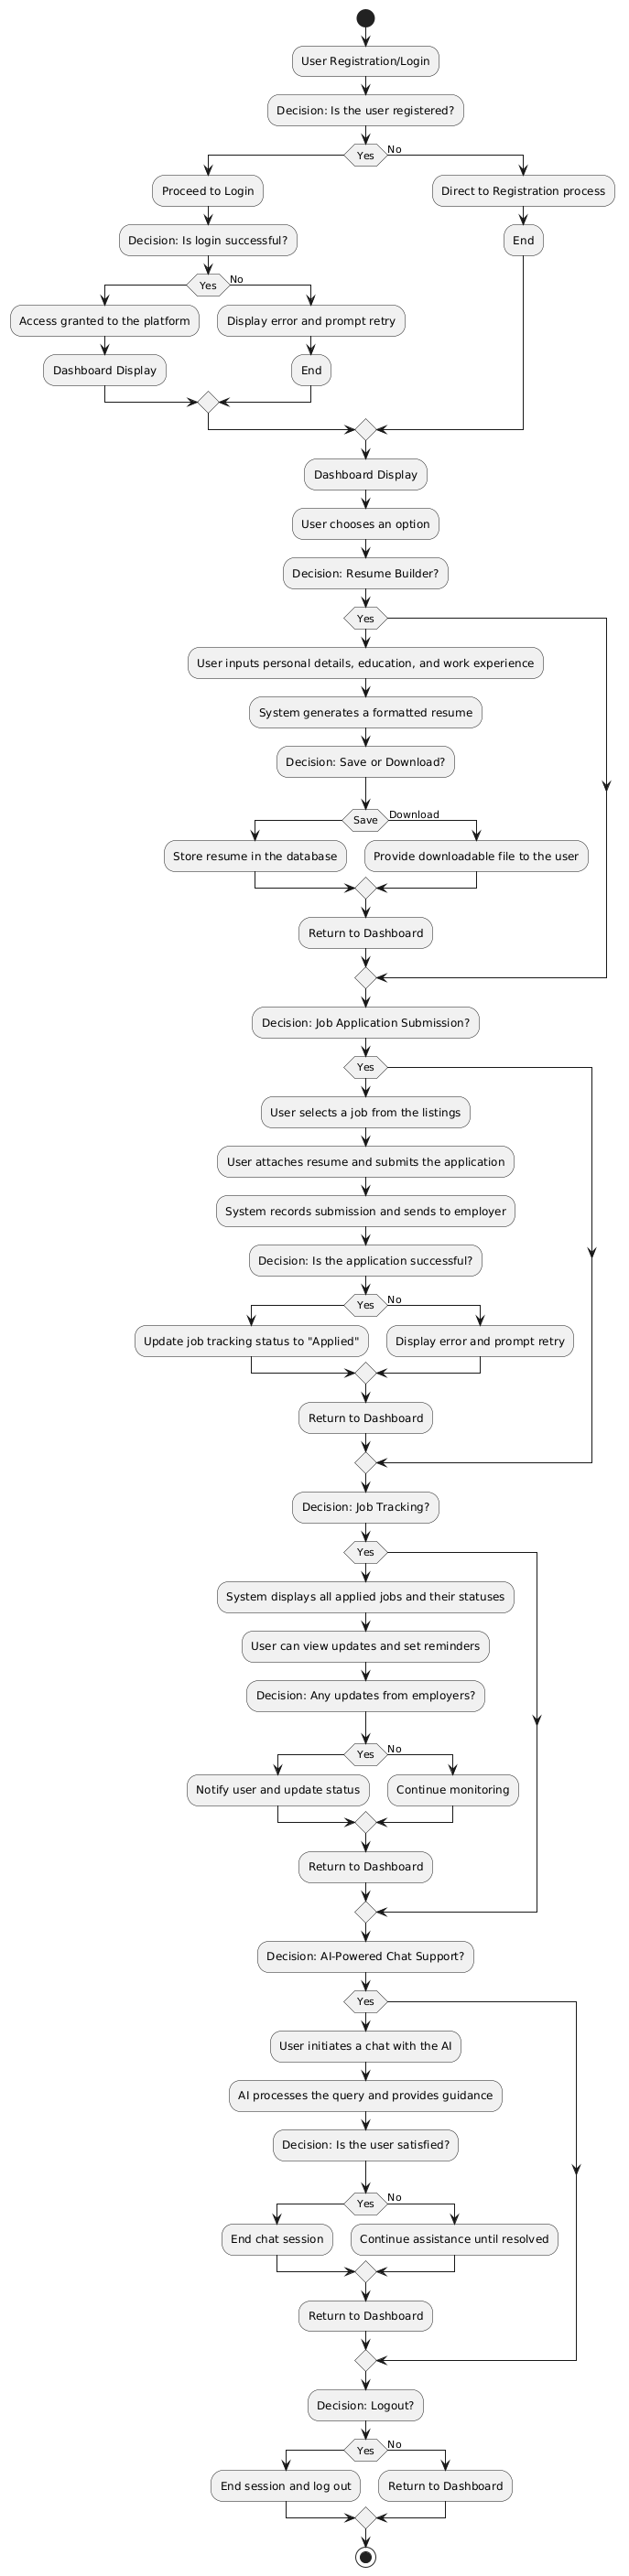 User Registration/Login
Decision: Is the user registered?
Yes
No
Proceed to Login
Direct to Registration process
Decision: Is login successful?
End
Yes
No
Access granted to the platform
Display error and prompt retry
Dashboard Display
End
Dashboard Display
User chooses an option
Decision: Resume Builder?
Yes
User inputs personal details, education, and work experience
System generates a formatted resume
Decision: Save or Download?
Save
Download
Store resume in the database
Provide downloadable file to the user
Return to Dashboard
Decision: Job Application Submission?
Yes
User selects a job from the listings
User attaches resume and submits the application
System records submission and sends to employer
Decision: Is the application successful?
Yes
No
Update job tracking status to "Applied"
Display error and prompt retry
Return to Dashboard
Decision: Job Tracking?
Yes
System displays all applied jobs and their statuses
User can view updates and set reminders
Decision: Any updates from employers?
Yes
No
Notify user and update status
Continue monitoring
Return to Dashboard
Decision: AI-Powered Chat Support?
Yes
User initiates a chat with the AI
AI processes the query and provides guidance
Decision: Is the user satisfied?
Yes
No
End chat session
Continue assistance until resolved
Return to Dashboard
Decision: Logout?
Yes
No
End session and log out
Return to Dashboard